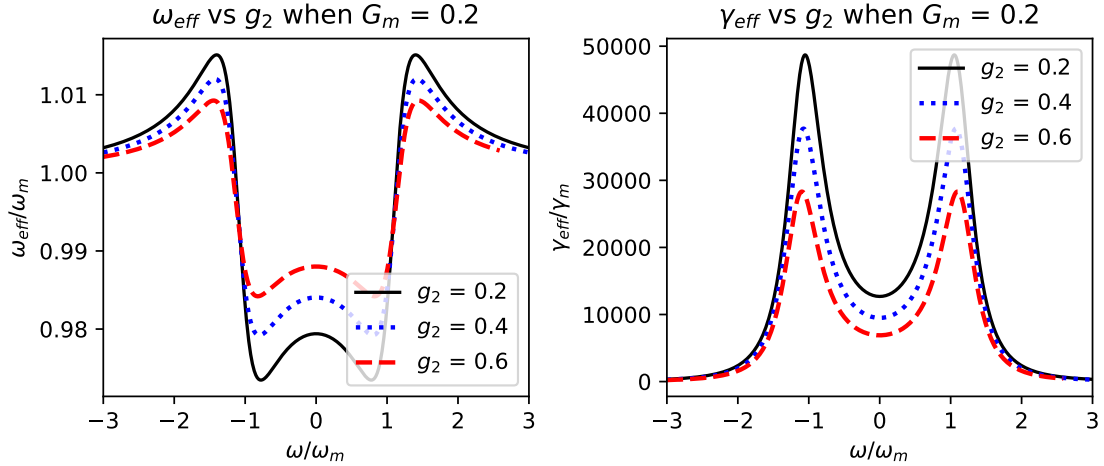 ω_eff vs g_2 when G_m = 0.2
ω_eff/ω_m
1.01
1.00
0.99
0.98
g_2 = 0.2
g_2 = 0.4
g_2 = 0.6
−3 −2 −1 0 1 2 3
ω/ω_m
γ_eff vs g_2 when G_m = 0.2
γ_eff/γ_m
50000
40000
30000
20000
10000
0
g_2 = 0.2
g_2 = 0.4
g_2 = 0.6
−3 −2 −1 0 1 2 3
ω/ω_m